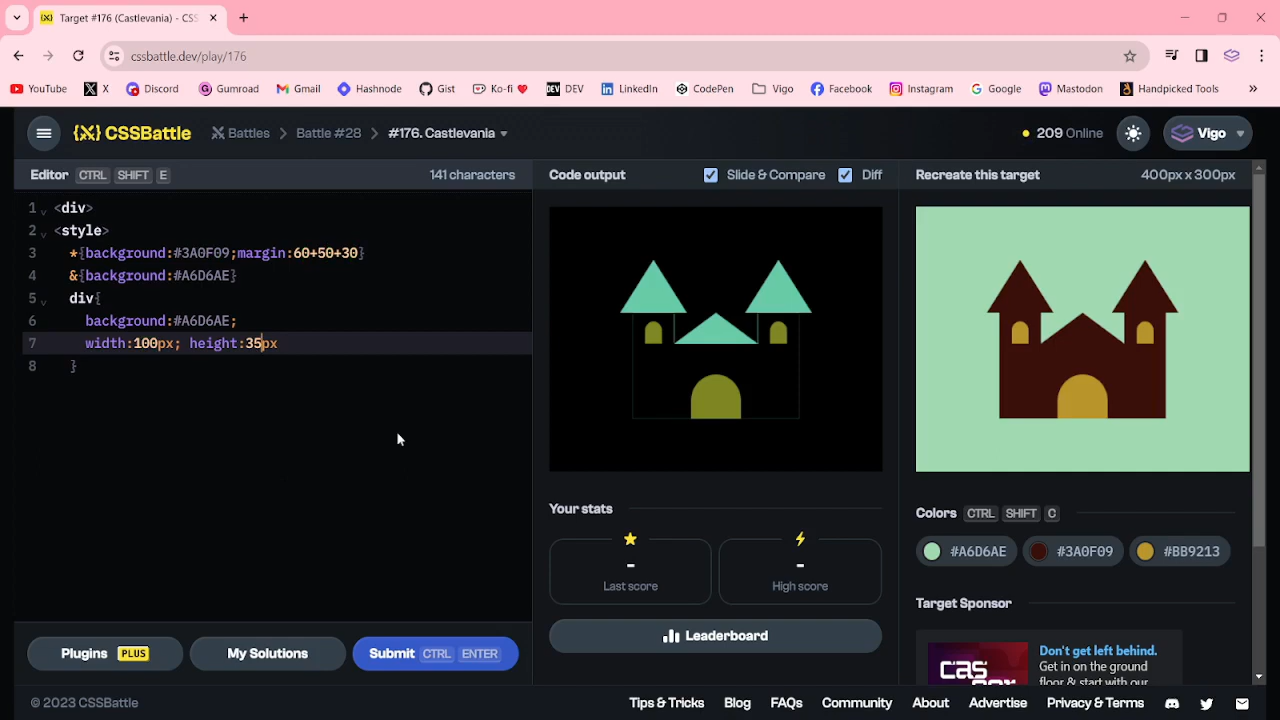 Target #176 (Castlevania) - CSS
cssbattle.dev/play/176
YouTube X Discord Gumroad Gmail Hashnode Gist Ko-fi DEV LinkedIn CodePen Vigo Facebook Instagram Google Mastodon Handpicked Tools »
{X} CSSBattle Battles > Battle #28 > #176. Castlevania 209 Online Vigo
Editor CTRL SHIFT E 141 characters
Code output Slide & Compare Diff
Recreate this target 400px x 300px
1 <div>
2 <style>
3 *{background:#3A0F09;margin:60+50+30}
4 &{background:#A6D6AE}
5 div{
6 background:#A6D6AE;
7 width:100px; height:35px
8 }
Your stats
-
Last score
-
High score
Leaderboard
Colors CTRL SHIFT C
#A6D6AE #3A0F09 #BB9213
Target Sponsor
Don't get left behind.
Get in on the ground
floor & start with our
Plugins PLUS My Solutions Submit CTRL ENTER
© 2023 CSSBattle
Tips & Tricks Blog FAQs Community Advertise Privacy & Terms